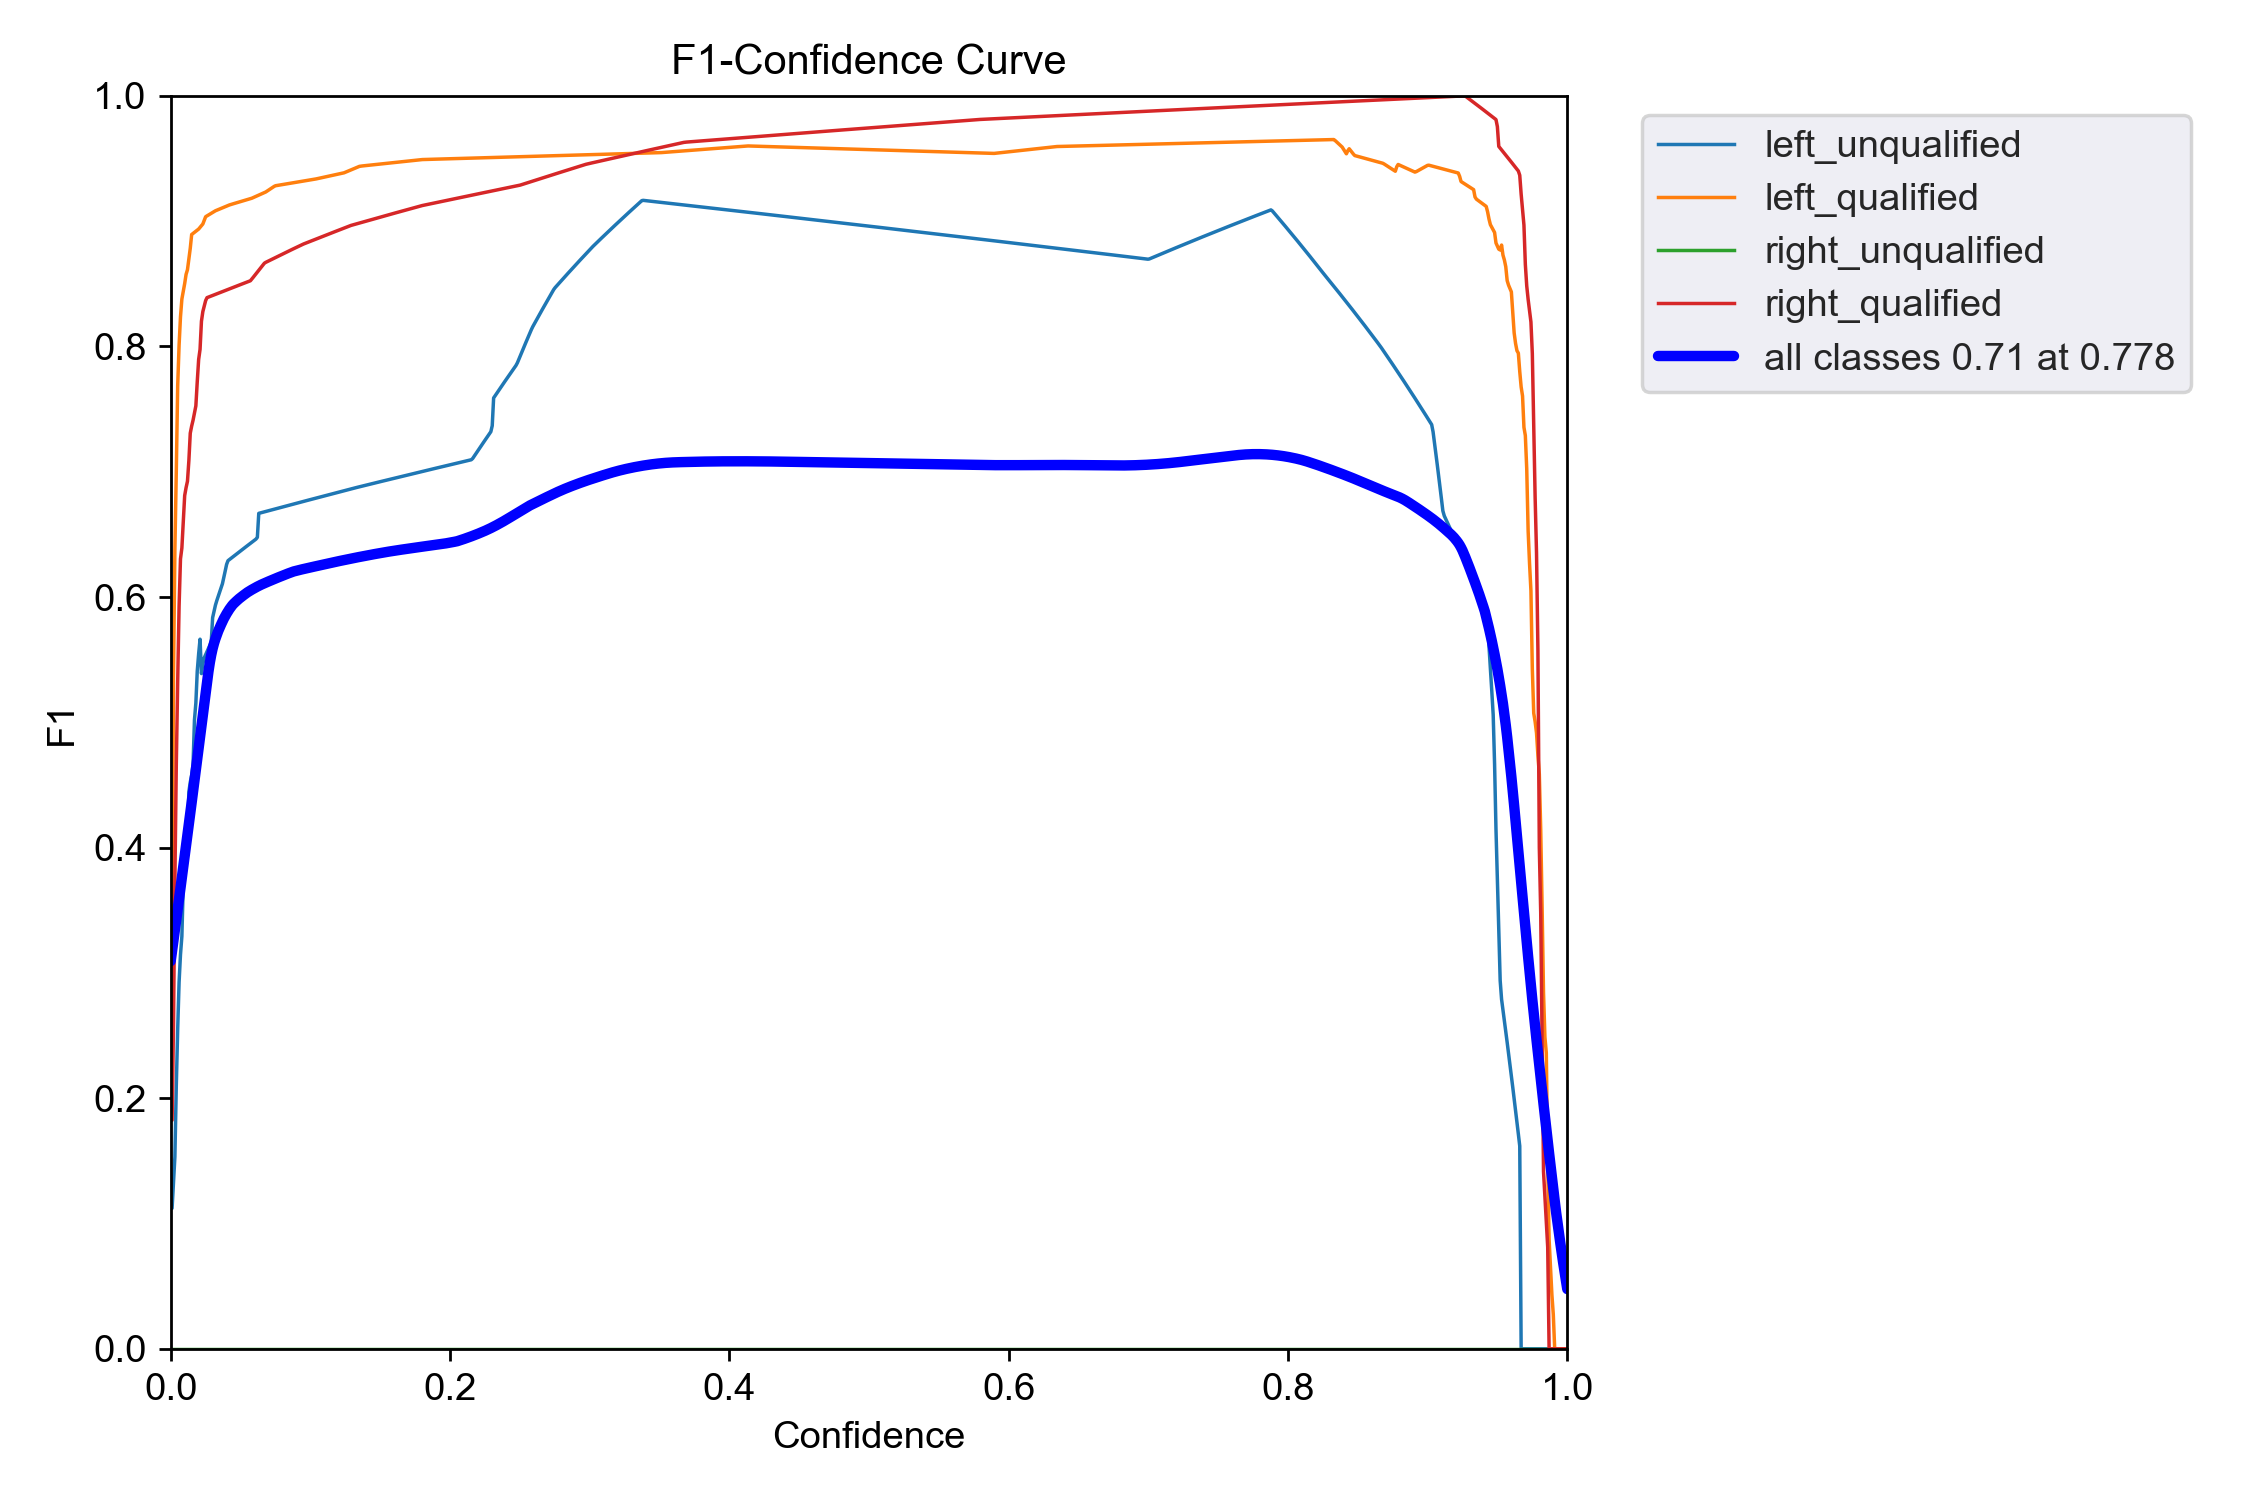 F1-Confidence Curve
1.0
0.8
0.6
0.4
0.2
0.0
F1
0.0 0.2 0.4 0.6 0.8 1.0
Confidence
left_unqualified
left_qualified
right_unqualified
right_qualified
all classes 0.71 at 0.778